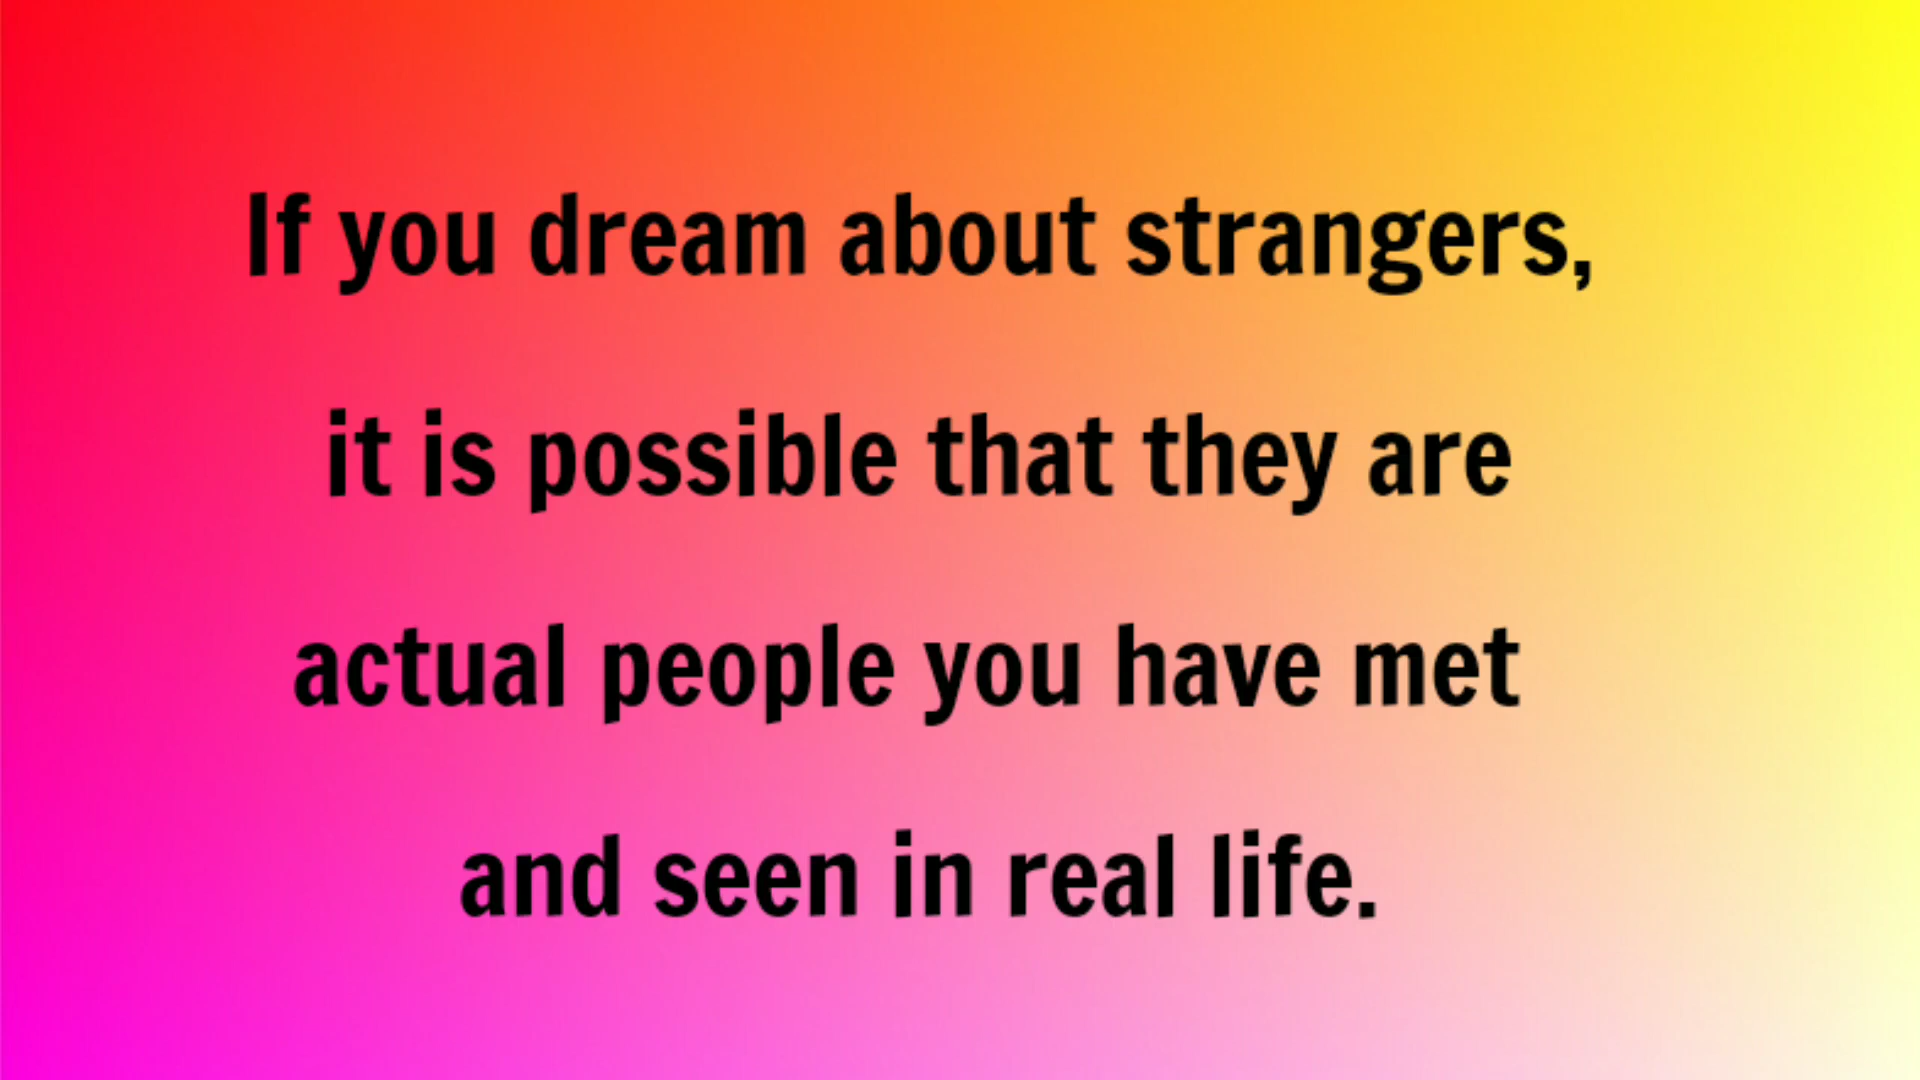 If you dream about strangers,
it is possible that they are
actual people you have met
and seen in real life.